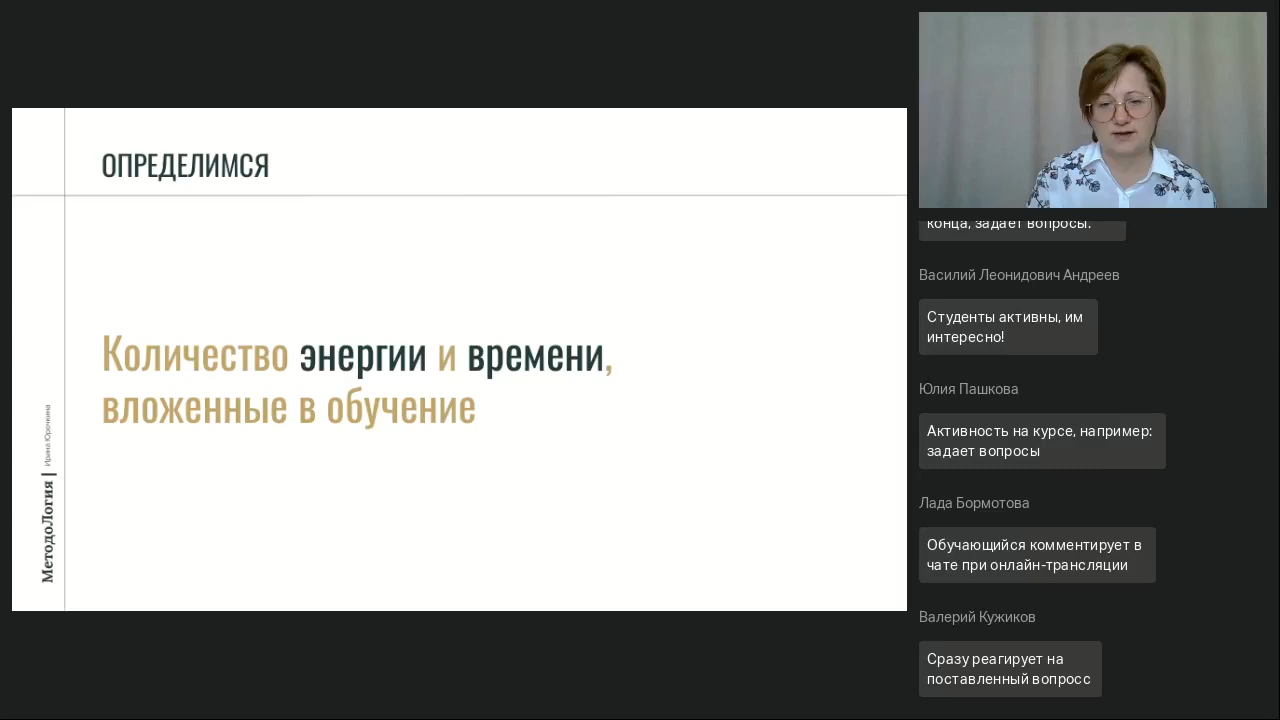 ОПРЕДЕЛИМСЯ
Количество энергии и времени,
вложенные в обучение
МетодоЛогия | Ирина Юрочкина
конца, задает вопросы.
Василий Леонидович Андреев
Студенты активны, им
интересно!
Юлия Пашкова
Активность на курсе, например:
задает вопросы
Лада Бормотова
Обучающийся комментирует в
чате при онлайн-трансляции
Валерий Кужиков
Сразу реагирует на
поставленный вопросс